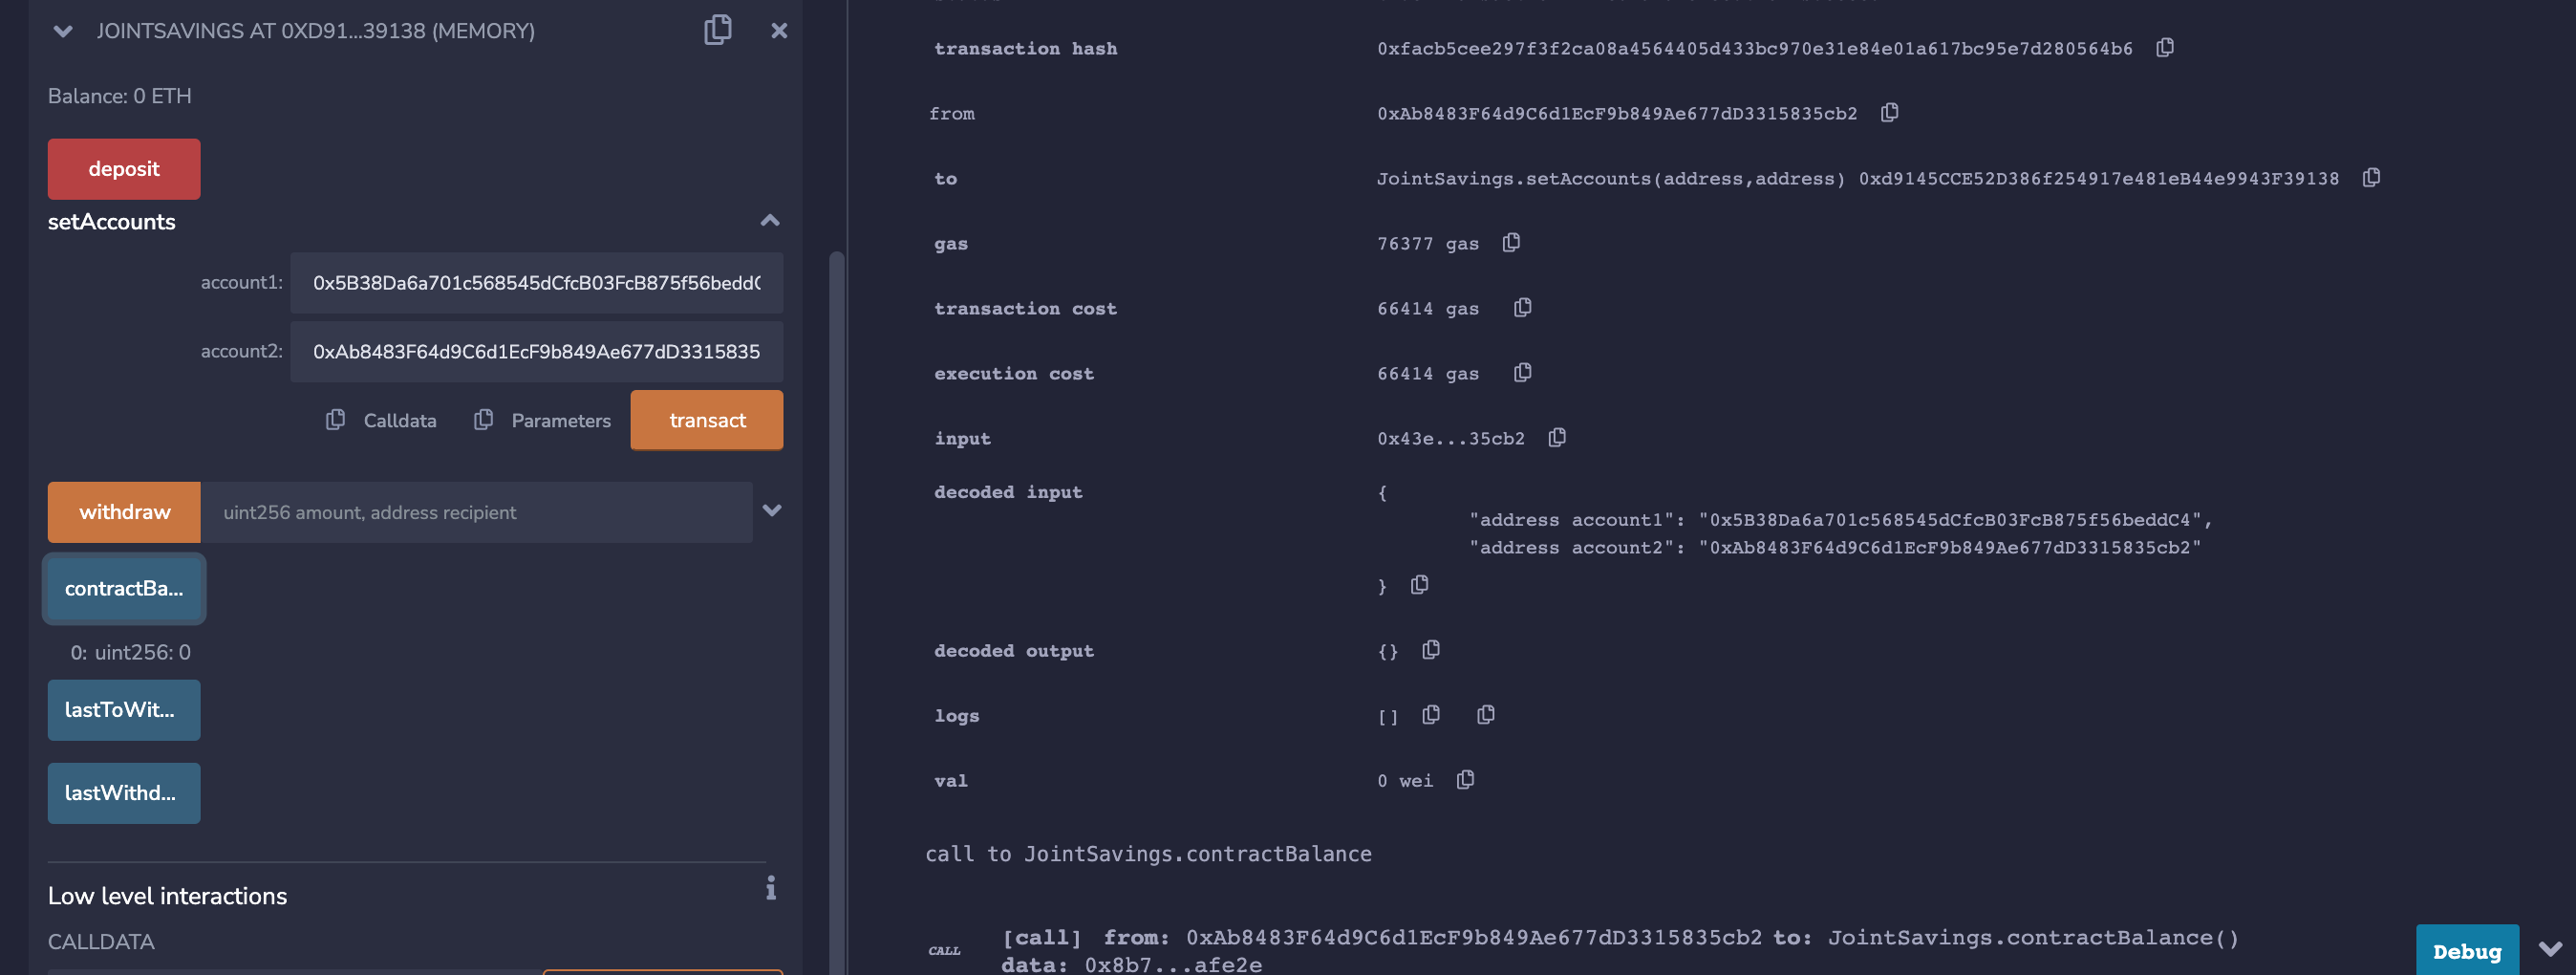 JOINTSAVINGS AT 0XD91...39138 (MEMORY)
Balance: 0 ETH
deposit
setAccounts
account1: 0x5B38Da6a701c568545dCfcB03FcB875f56beddC
account2: 0xAb8483F64d9C6d1EcF9b849Ae677dD3315835
Calldata Parameters transact
withdraw uint256 amount, address recipient
contractBa...
0: uint256: 0
lastToWit...
lastWithd...
Low level interactions
i
CALLDATA
transaction hash 0xfacb5cee297f3f2ca08a4564405d433bc970e31e84e01a617bc95e7d280564b6
from 0xAb8483F64d9C6d1EcF9b849Ae677dD3315835cb2
to JointSavings.setAccounts(address,address) 0xd9145CCE52D386f254917e481eB44e9943F39138
gas 76377 gas
transaction cost 66414 gas
execution cost 66414 gas
input 0x43e...35cb2
decoded input {
"address account1": "0x5B38Da6a701c568545dCfcB03FcB875f56beddC4",
"address account2": "0xAb8483F64d9C6d1EcF9b849Ae677dD3315835cb2"
}
decoded output {}
logs []
val 0 wei
call to JointSavings.contractBalance
CALL [call] from: 0xAb8483F64d9C6d1EcF9b849Ae677dD3315835cb2 to: JointSavings.contractBalance()
data: 0x8b7...afe2e
Debug